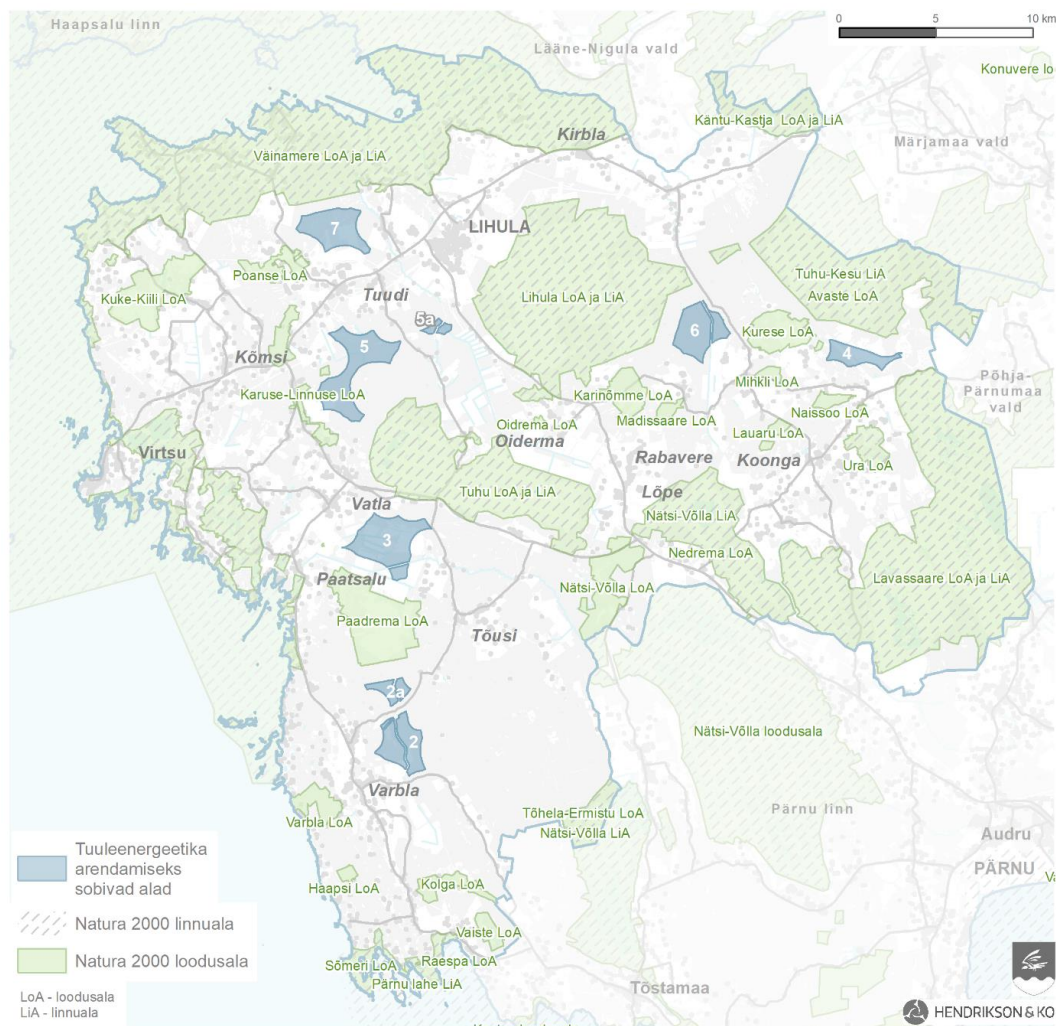 Haapsalu linn
0 5 10 km
Lääne-Nigula vald
Konuvere lo
Käntu-Kastja LoA ja LiA
Kirbla
Märjamaa vald
Väinamere LoA ja LiA
LIHULA
7
Poanse LoA
Tuhu-Kesu LiA
Avaste LoA
Kuke-Kiili LoA
Tuudi
Lihula LoA ja LiA
5a
6
Kurese LoA
5
4
Kõmsi
Mihkli LoA
Põhja-
Pärnumaa
vald
Karuse-Linnuse LoA
Karinõmme LoA
Naissoo LoA
Madissaare LoA
Oidrema LoA
Oiderma
Lauaru LoA
Virtsu
Rabavere
Koonga
Ura LoA
Tuhu LoA ja LiA
Lõpe
Vatla
Nätsi-Võlla LiA
3
Nedrema LoA
Paatsalu
Nätsi-Võlla LoA
Lavassaare LoA ja LiA
Paadrema LoA
Tõusi
2a
Nätsi-Võlla loodusala
2
Varbla
Tõhela-Ermistu LoA
Nätsi-Võlla LiA
Pärnu linn
Varbla LoA
Audru
PÄRNU
Haapsi LoA
Kolga LoA
Vaiste LoA
Sõmeri LoA
Raespa LoA
Pärnu lahe LiA
Tõstamaa
Tuuleenergeetika
arendamiseks
sobivad alad
Natura 2000 linnuala
Natura 2000 loodusala
LoA - loodusala
LiA - linnuala
HENDRIKSON & KO